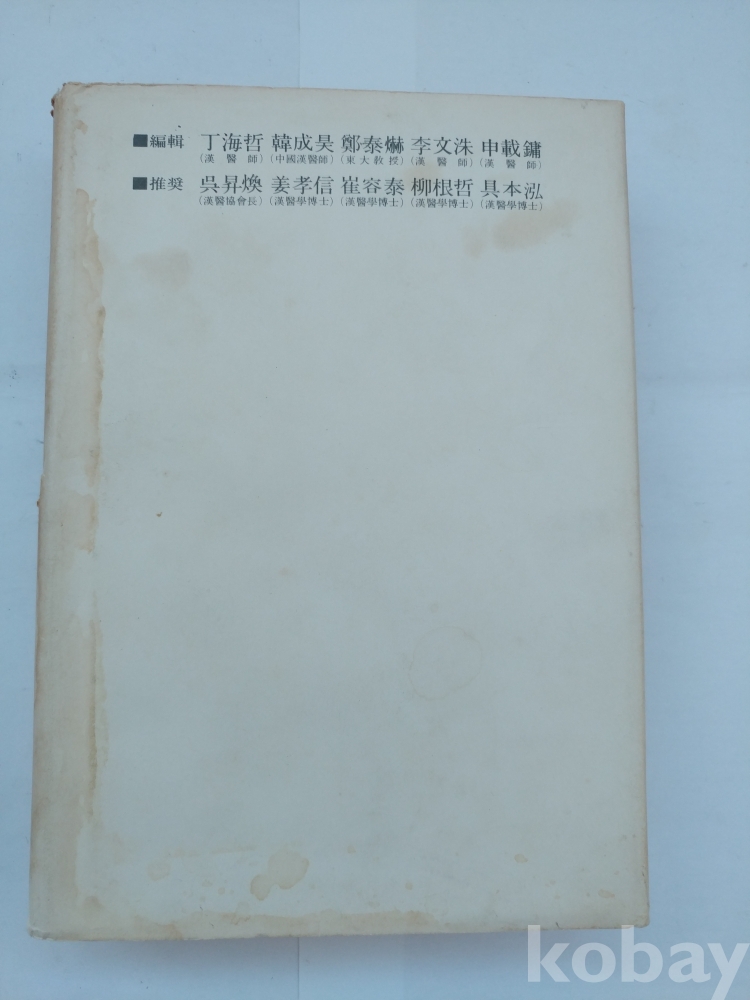 ■編輯 丁海哲 韓成昊 鄭泰爀 李文洙 申載鏞
(漢醫師) (中國漢醫師) (東大教授) (漢醫師) (漢醫師)
■推奬 吳昇煥 姜孝信 崔容泰 柳根哲 具本泓
(漢醫協會長) (漢醫學博士) (漢醫學博士) (漢醫學博士) (漢醫學博士)
kobay